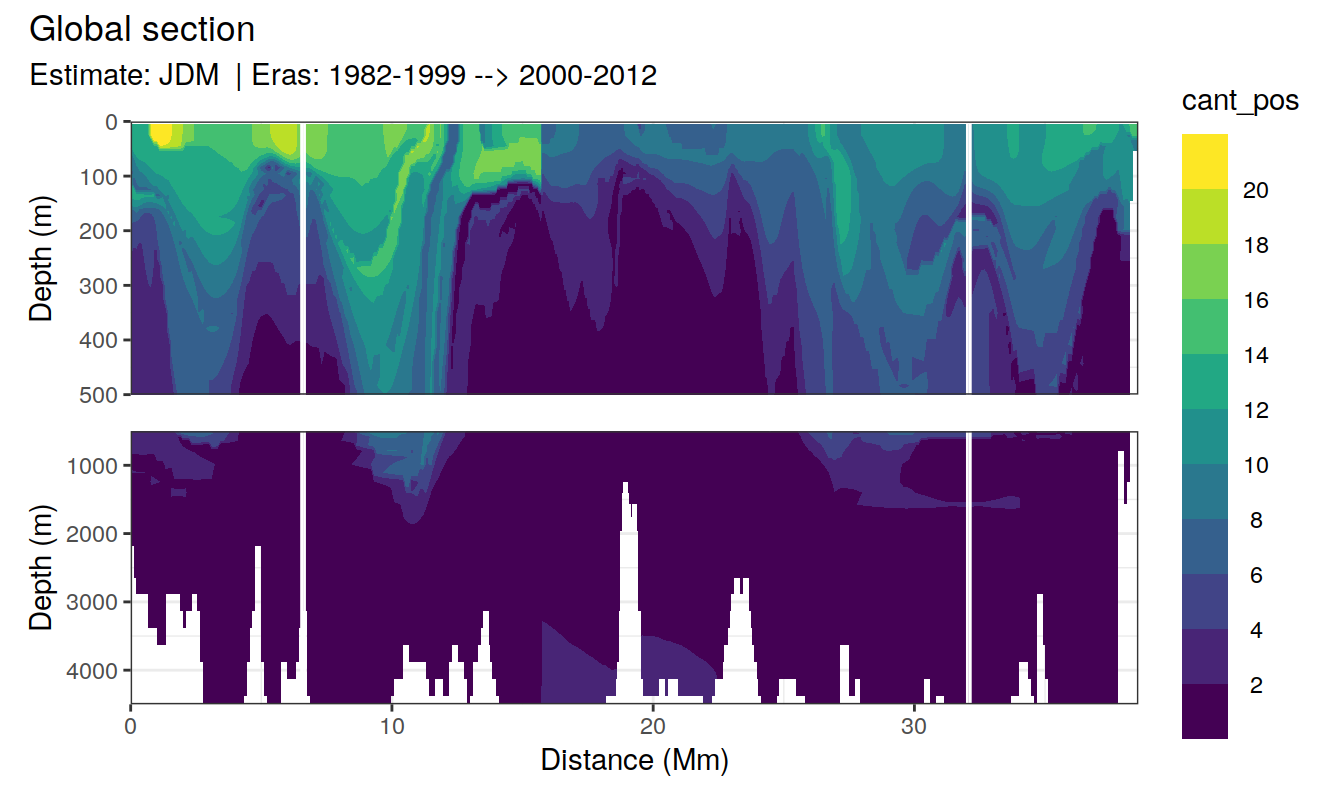 Global section
Estimate: JDM | Eras: 1982-1999 --> 2000-2012
cant_pos
20
18
16
14
12
10
8
6
4
2
Depth (m)
0
100
200
300
400
500
Depth (m)
1000
2000
3000
4000
0 10 20 30
Distance (Mm)